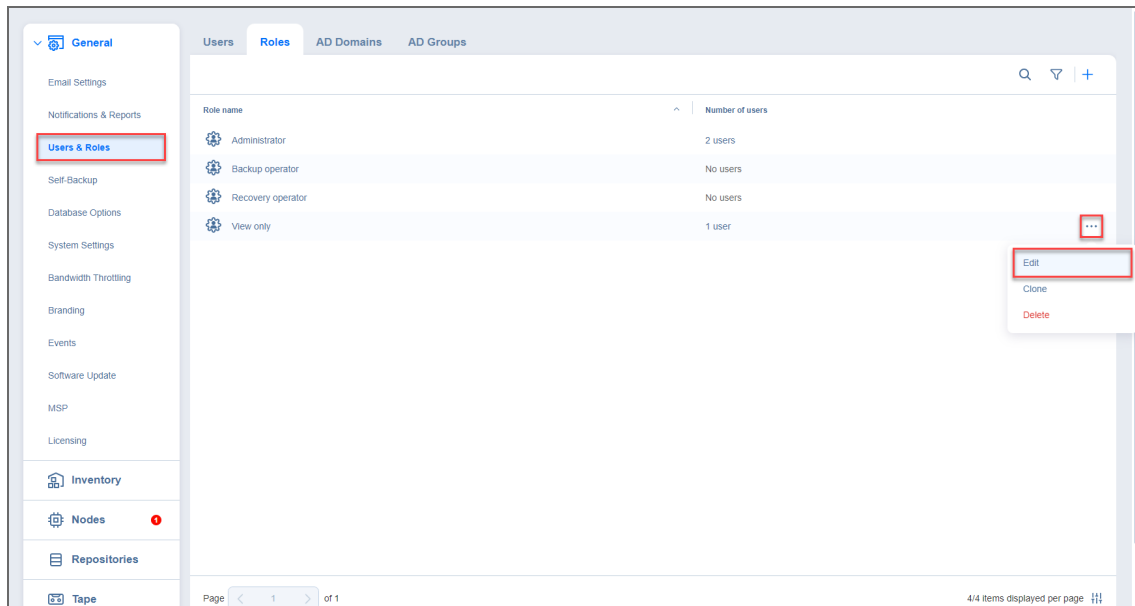 General
Email Settings
Notifications & Reports
Users & Roles
Self-Backup
Database Options
System Settings
Bandwidth Throttling
Branding
Events
Software Update
MSP
Licensing
Inventory
Nodes 1
Repositories
Tape
Users Roles AD Domains AD Groups
Role name Number of users
Administrator 2 users
Backup operator No users
Recovery operator No users
View only 1 user
Edit
Clone
Delete
Page 1 of 1 4/4 items displayed per page